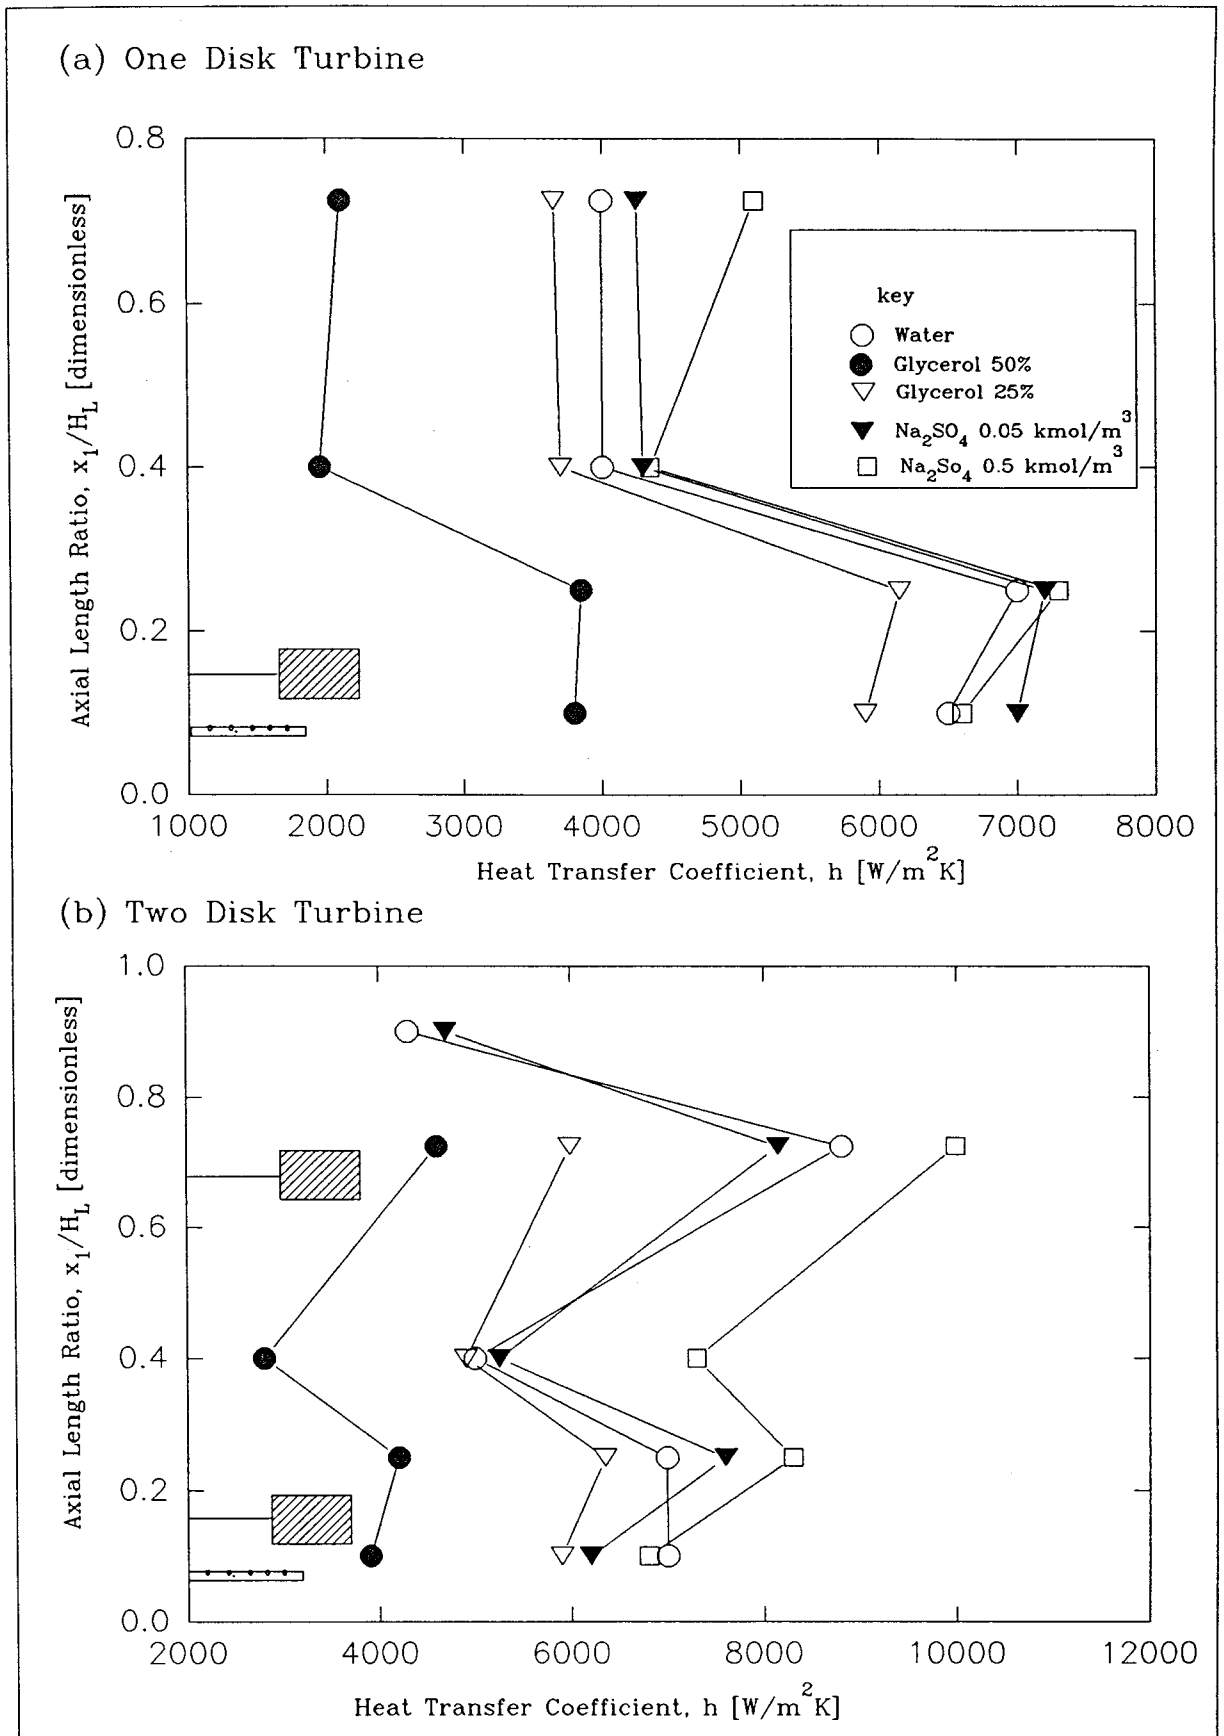 (a) One Disk Turbine
Axial Length Ratio, x₁/H_L [dimensionless]
0.8
0.6
0.4
0.2
0.0
key
Water
Glycerol 50%
Glycerol 25%
Na₂SO₄ 0.05 kmol/m³
Na₂So₄ 0.5 kmol/m³
1000 2000 3000 4000 5000 6000 7000 8000
Heat Transfer Coefficient, h [W/m²K]
(b) Two Disk Turbine
Axial Length Ratio, x₁/H_L [dimensionless]
1.0
0.8
0.6
0.4
0.2
0.0
2000 4000 6000 8000 10000 12000
Heat Transfer Coefficient, h [W/m²K]